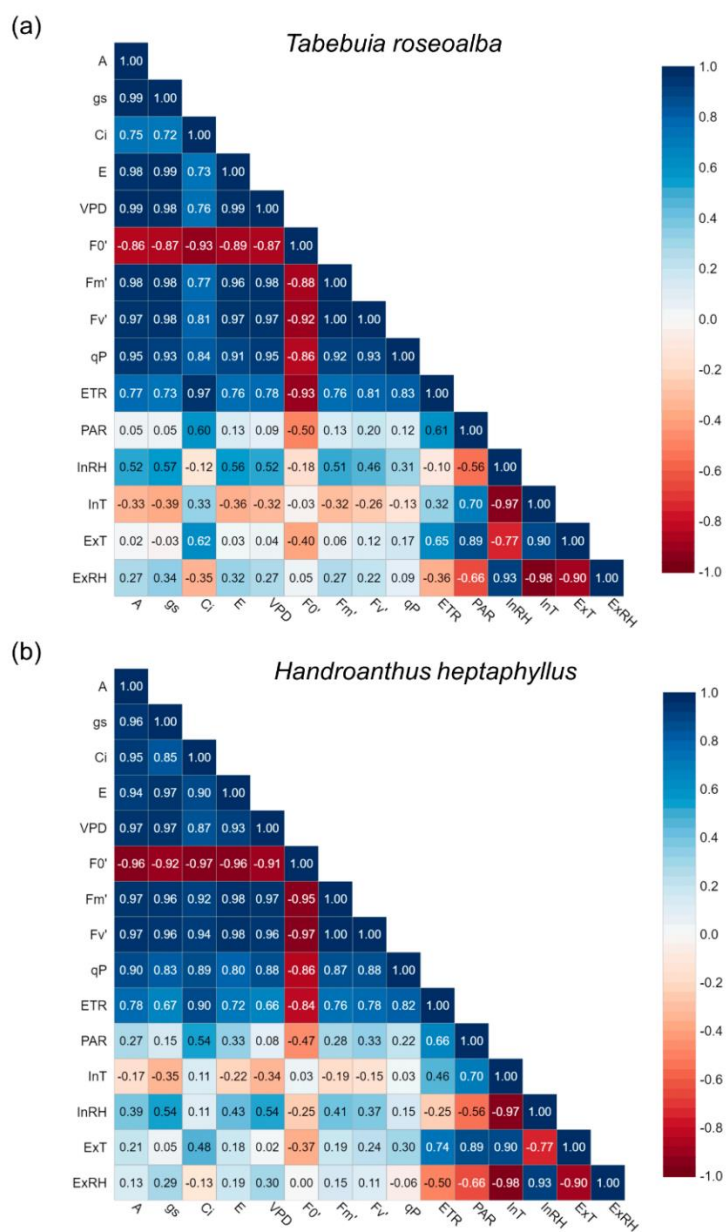 (a)
Tabebuia roseoalba
A 1.00
gs 0.99 1.00
Ci 0.75 0.72 1.00
E 0.98 0.99 0.73 1.00
VPD 0.99 0.98 0.76 0.99 1.00
F0' -0.86 -0.87 -0.93 -0.89 -0.87 1.00
Fm' 0.98 0.98 0.77 0.96 0.98 -0.88 1.00
Fv' 0.97 0.98 0.81 0.97 0.97 -0.92 1.00 1.00
qP 0.95 0.93 0.84 0.91 0.95 -0.86 0.92 0.93 1.00
ETR 0.77 0.73 0.97 0.76 0.78 -0.93 0.76 0.81 0.83 1.00
PAR 0.05 0.05 0.60 0.13 0.09 -0.50 0.13 0.20 0.12 0.61 1.00
InRH 0.52 0.57 -0.12 0.56 0.52 -0.18 0.51 0.46 0.31 -0.10 -0.56 1.00
InT -0.33 -0.39 0.33 -0.36 -0.32 -0.03 -0.32 -0.26 -0.13 0.32 0.70 -0.97 1.00
ExT 0.02 -0.03 0.62 0.03 0.04 -0.40 0.06 0.12 0.17 0.65 0.89 -0.77 0.90 1.00
ExRH 0.27 0.34 -0.35 0.32 0.27 0.05 0.27 0.22 0.09 -0.36 -0.66 0.93 -0.98 -0.90 1.00
A gs Ci E VPD F0' Fm' Fv' qP ETR PAR InRH InT ExT ExRH
1.0
0.8
0.6
0.4
0.2
0.0
-0.2
-0.4
-0.6
-0.8
-1.0
(b)
Handroanthus heptaphyllus
A 1.00
gs 0.96 1.00
Ci 0.95 0.85 1.00
E 0.94 0.97 0.90 1.00
VPD 0.97 0.97 0.87 0.93 1.00
F0' -0.96 -0.92 -0.97 -0.96 -0.91 1.00
Fm' 0.97 0.96 0.92 0.98 0.97 -0.95 1.00
Fv' 0.97 0.96 0.94 0.98 0.96 -0.97 1.00 1.00
qP 0.90 0.83 0.89 0.80 0.88 -0.86 0.87 0.88 1.00
ETR 0.78 0.67 0.90 0.72 0.66 -0.84 0.76 0.78 0.82 1.00
PAR 0.27 0.15 0.54 0.33 0.08 -0.47 0.28 0.33 0.22 0.66 1.00
InT -0.17 -0.35 0.11 -0.22 -0.34 0.03 -0.19 -0.15 0.03 0.46 0.70 1.00
InRH 0.39 0.54 0.11 0.43 0.54 -0.25 0.41 0.37 0.15 -0.25 -0.56 -0.97 1.00
ExT 0.21 0.05 0.48 0.18 0.02 -0.37 0.19 0.24 0.30 0.74 0.89 0.90 -0.77 1.00
ExRH 0.13 0.29 -0.13 0.19 0.30 0.00 0.15 0.11 -0.06 -0.50 -0.66 -0.98 0.93 -0.90 1.00
A gs Ci E VPD F0' Fm' Fv' qP ETR PAR InT InRH ExT ExRH
1.0
0.8
0.6
0.4
0.2
0.0
-0.2
-0.4
-0.6
-0.8
-1.0